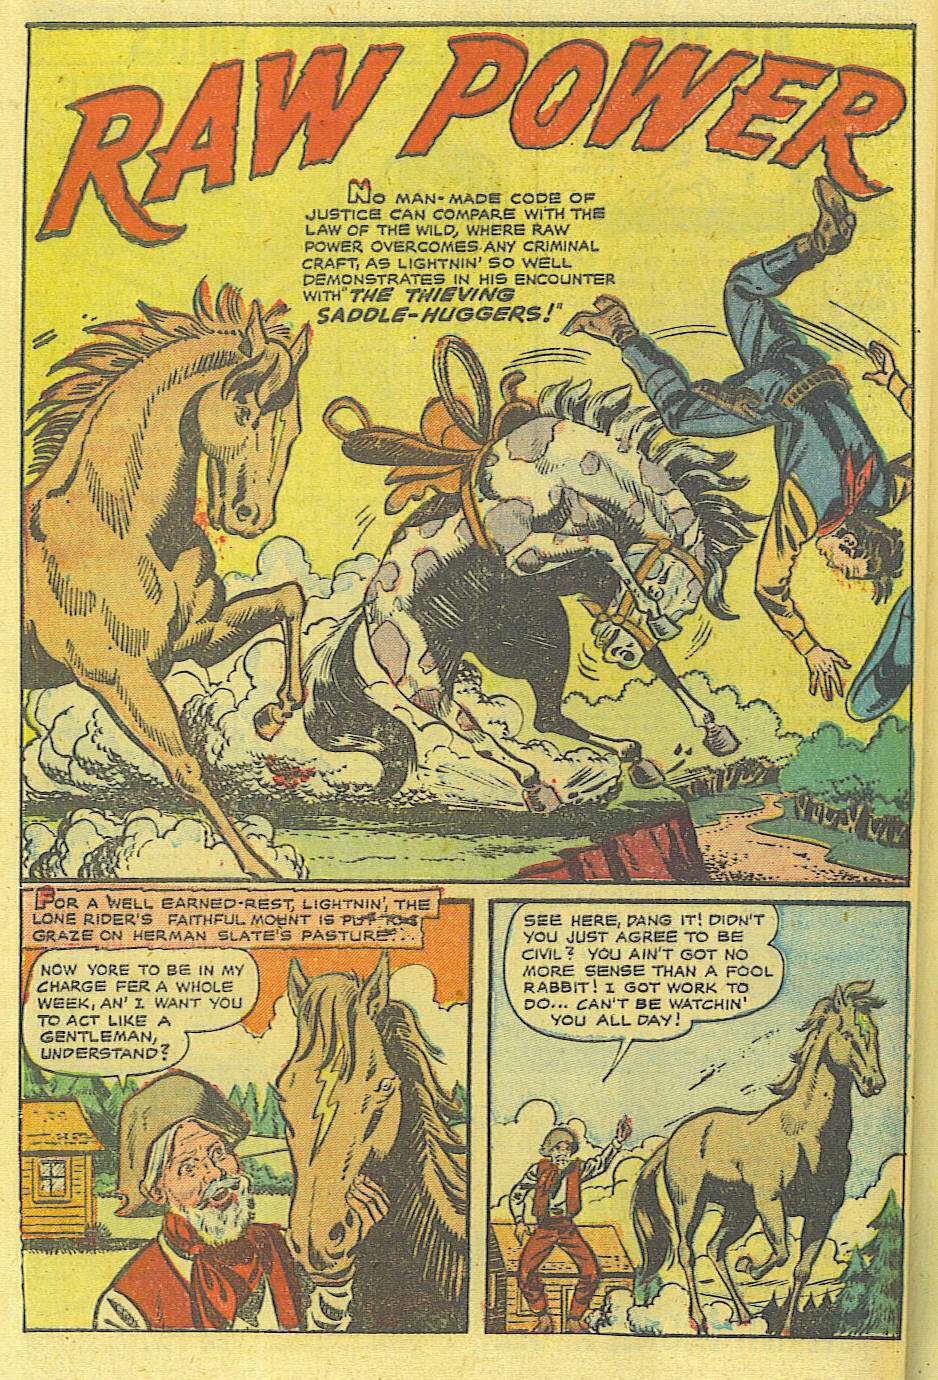 RAW POWER
NO MAN-MADE CODE OF
JUSTICE CAN COMPARE WITH THE
LAW OF THE WILD, WHERE RAW
POWER OVERCOMES ANY CRIMINAL
CRAFT, AS LIGHTNIN' SO WELL
DEMONSTRATES IN HIS ENCOUNTER
WITH "THE THIEVING
SADDLE-HUGGERS!"
FOR A WELL EARNED-REST, LIGHTNIN', THE
LONE RIDER'S FAITHFUL MOUNT IS PUT TO
GRAZE ON HERMAN SLATE'S PASTURE...
NOW YORE TO BE IN MY
CHARGE FER A WHOLE
WEEK, AN' I WANT YOU
TO ACT LIKE A
GENTLEMAN,
UNDERSTAND?
SEE HERE, DANG IT! DIDN'T
YOU JUST AGREE TO BE
CIVIL? YOU AIN'T GOT NO
MORE SENSE THAN A FOOL
RABBIT! I GOT WORK TO
DO... CAN'T BE WATCHIN'
YOU ALL DAY!